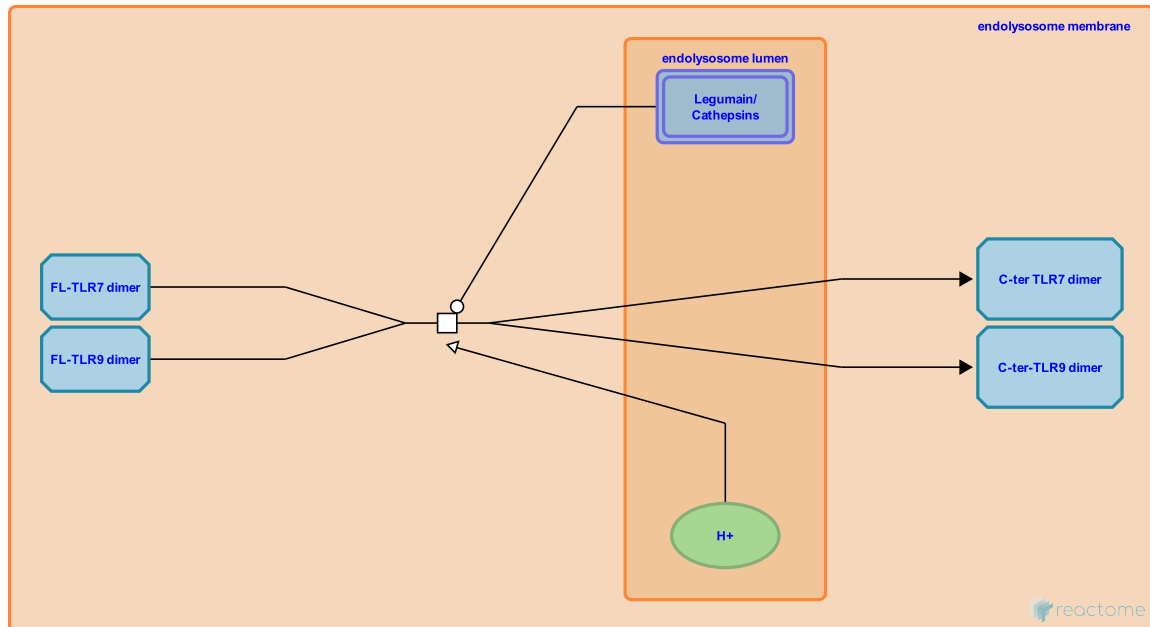 endolysosome membrane
endolysosome lumen
Legumain/
Cathepsins
FL-TLR7 dimer
C-ter TLR7 dimer
FL-TLR9 dimer
C-ter-TLR9 dimer
H+
reactome